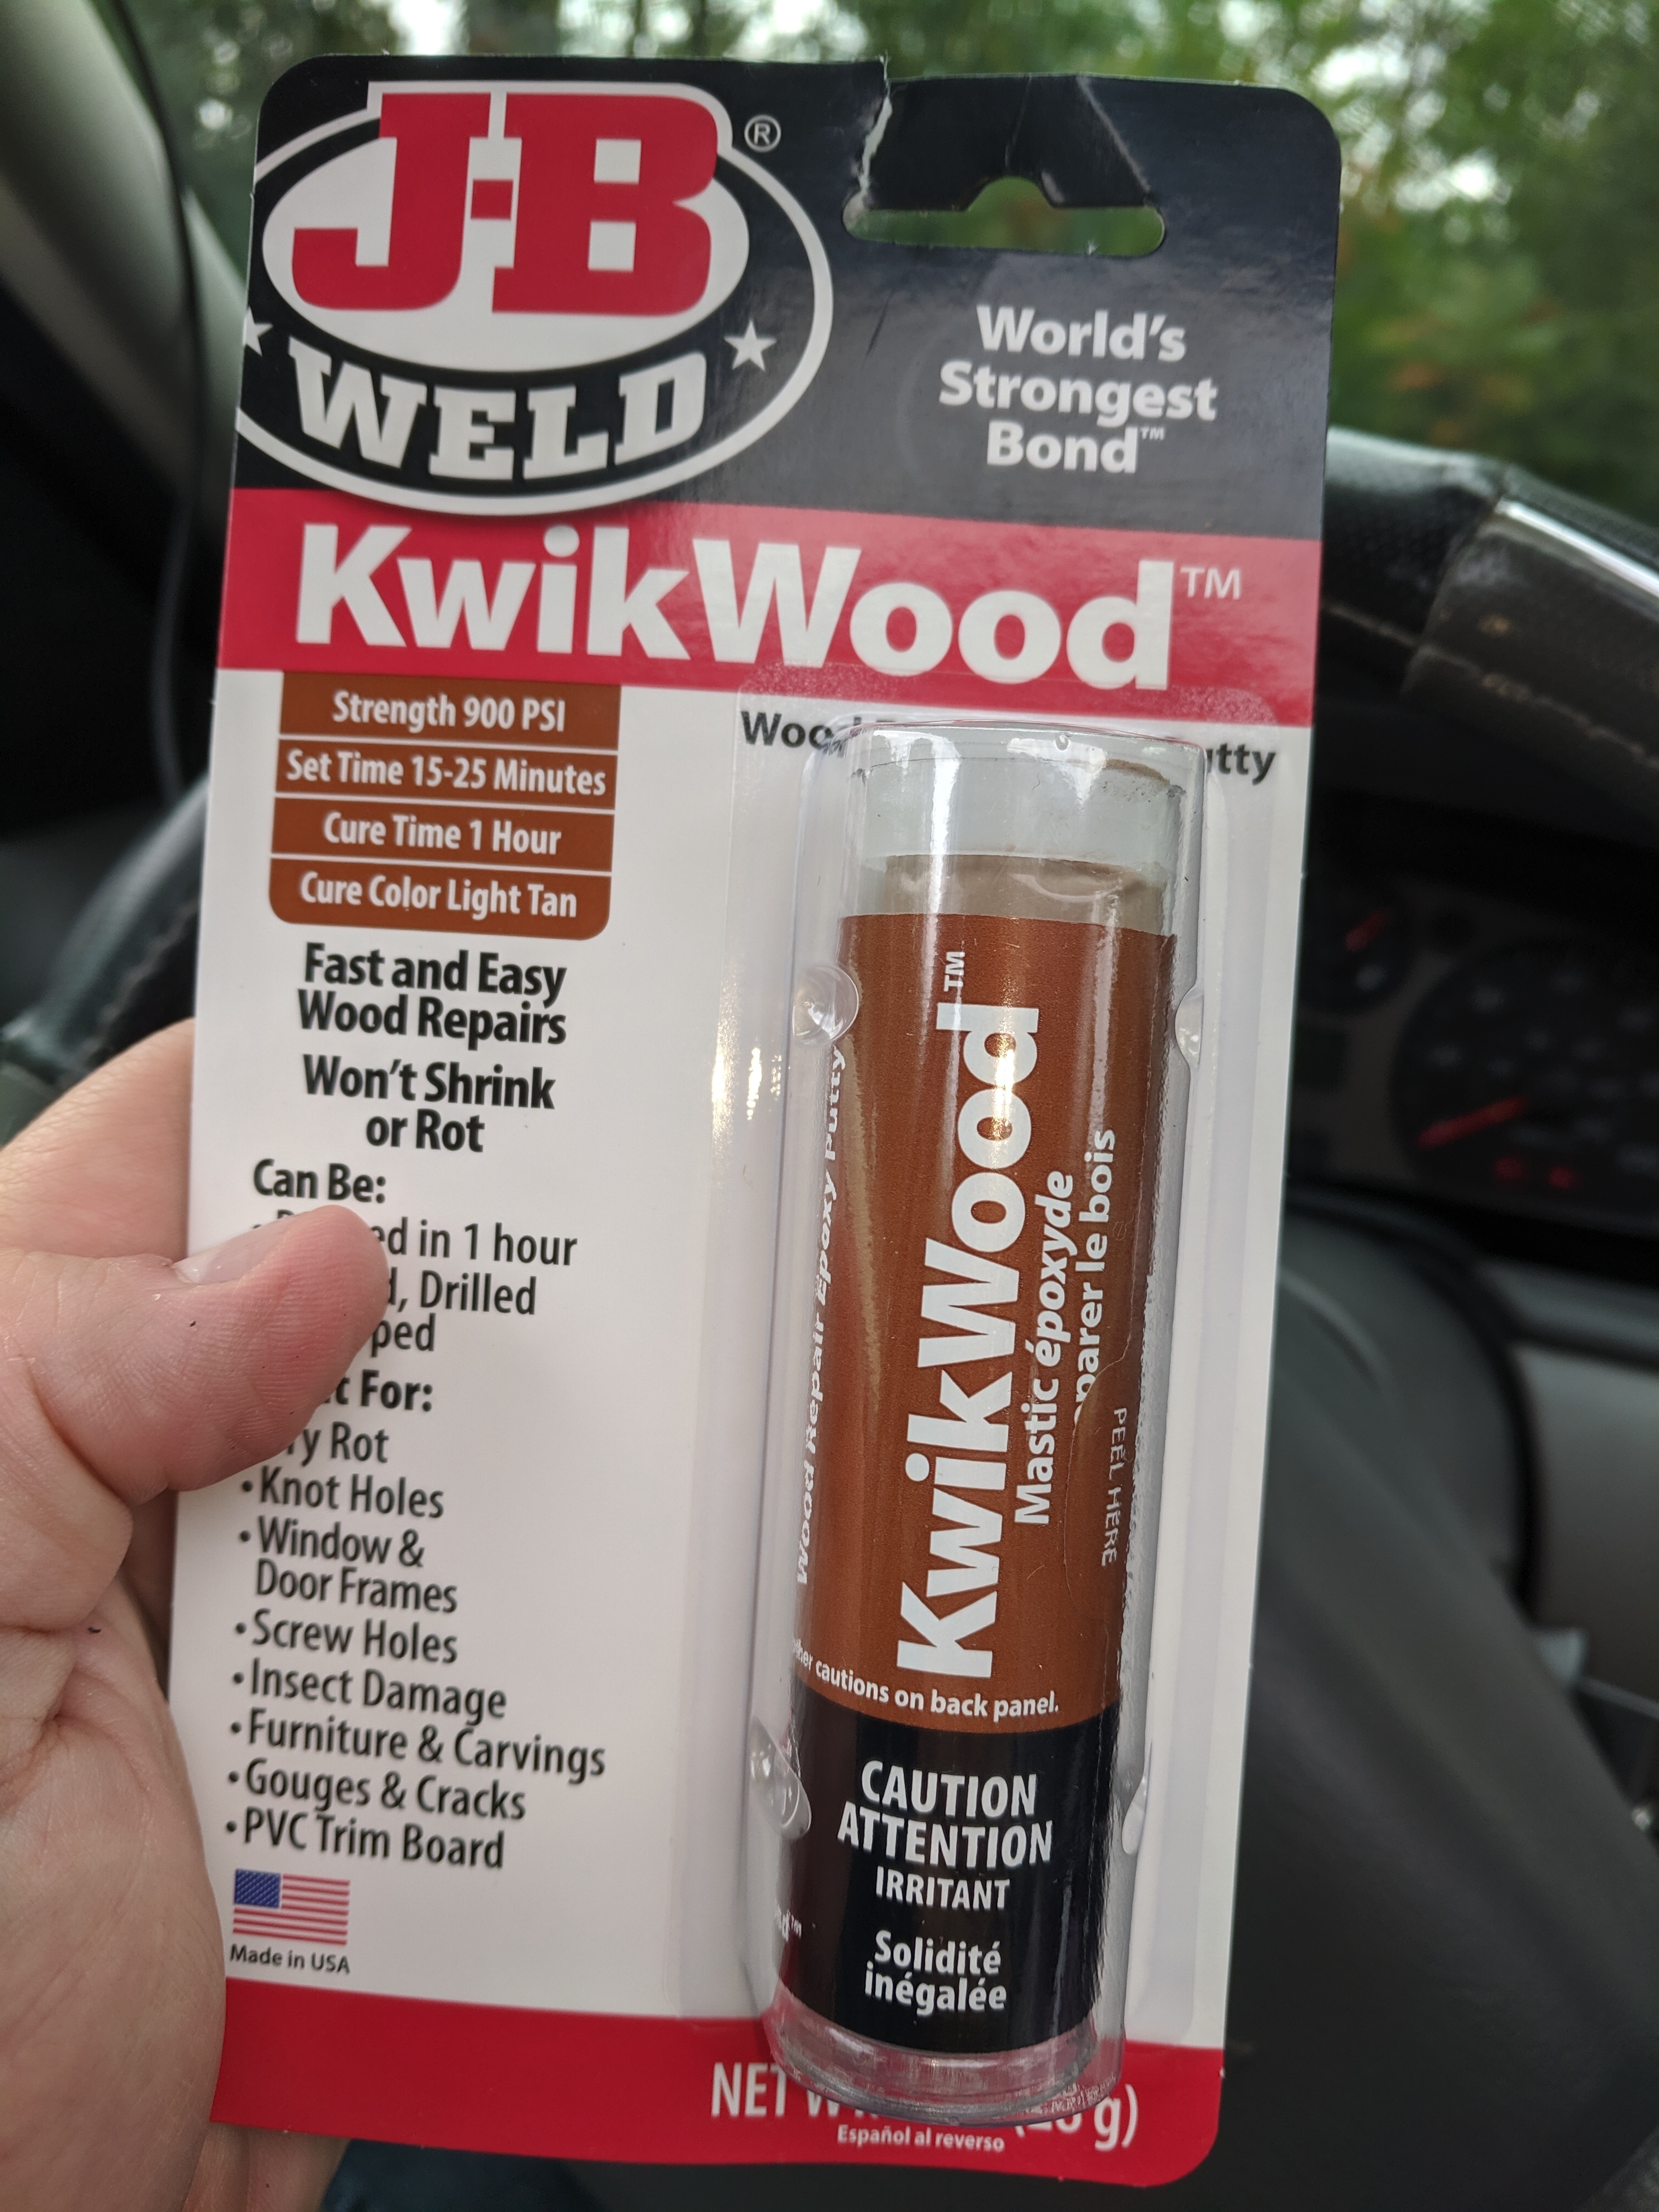 J-B®
WELD
World's
Strongest
Bond™
KwikWood™
Strength 900 PSI
Set Time 15-25 Minutes
Cure Time 1 Hour
Cure Color Light Tan
Fast and Easy
Wood Repairs
Won't Shrink
or Rot
Can Be:
in 1 hour
Drilled
For:
Rot
• Knot Holes
• Window &
Door Frames
• Screw Holes
• Insect Damage
• Furniture & Carvings
• Gouges & Cracks
• PVC Trim Board
Made in USA
Wood Repair Epoxy Putty
KwikWood™
Mastic époxyde
le bois
PEEL HERE
cautions on back panel.
CAUTION
ATTENTION
IRRITANT
Solidité
inégalée
NET
g)
Español al reverso